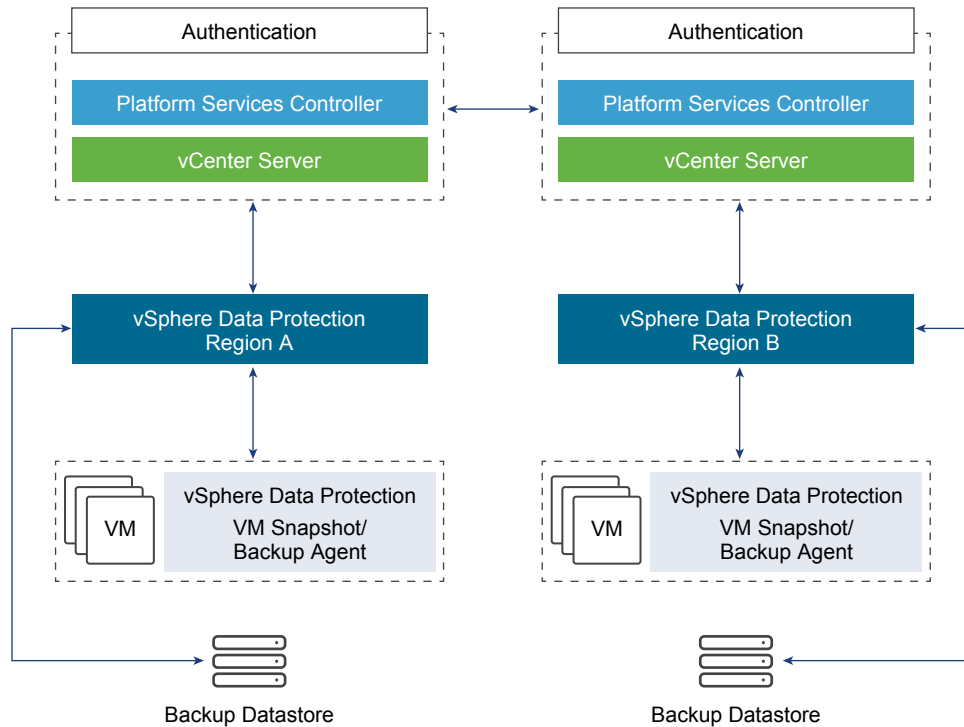 Authentication
Platform Services Controller
vCenter Server
vSphere Data Protection
Region A
VM
vSphere Data Protection
VM Snapshot/
Backup Agent
Backup Datastore
Authentication
Platform Services Controller
vCenter Server
vSphere Data Protection
Region B
VM
vSphere Data Protection
VM Snapshot/
Backup Agent
Backup Datastore